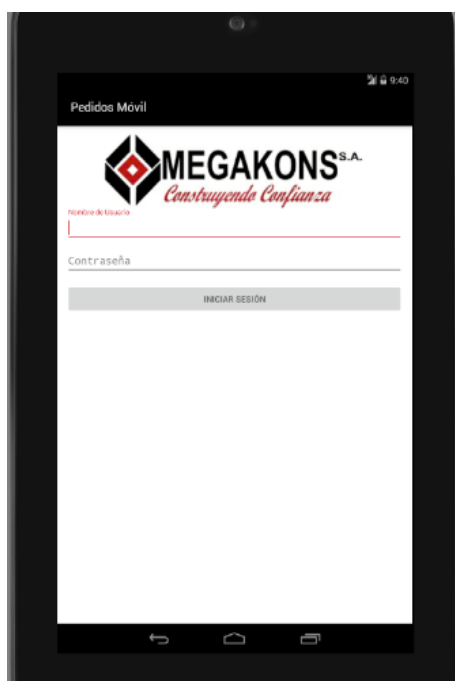 9:40
Pedidos Móvil
MEGAKONS S.A.
Construyendo Confianza
Nombre de Usuario
Contraseña
INICIAR SESIÓN